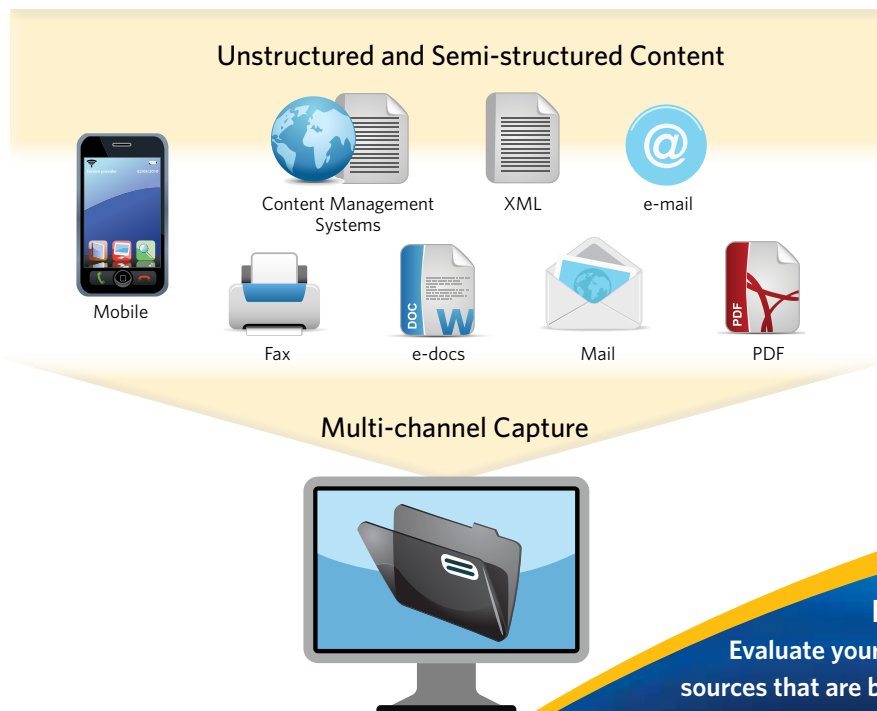 Unstructured and Semi-structured Content
Content Management
Systems
XML
e-mail
@
Mobile
DOC
W
PDF
Fax
e-docs
Mail
PDF
Multi-channel Capture
Evaluate your
sources that are b